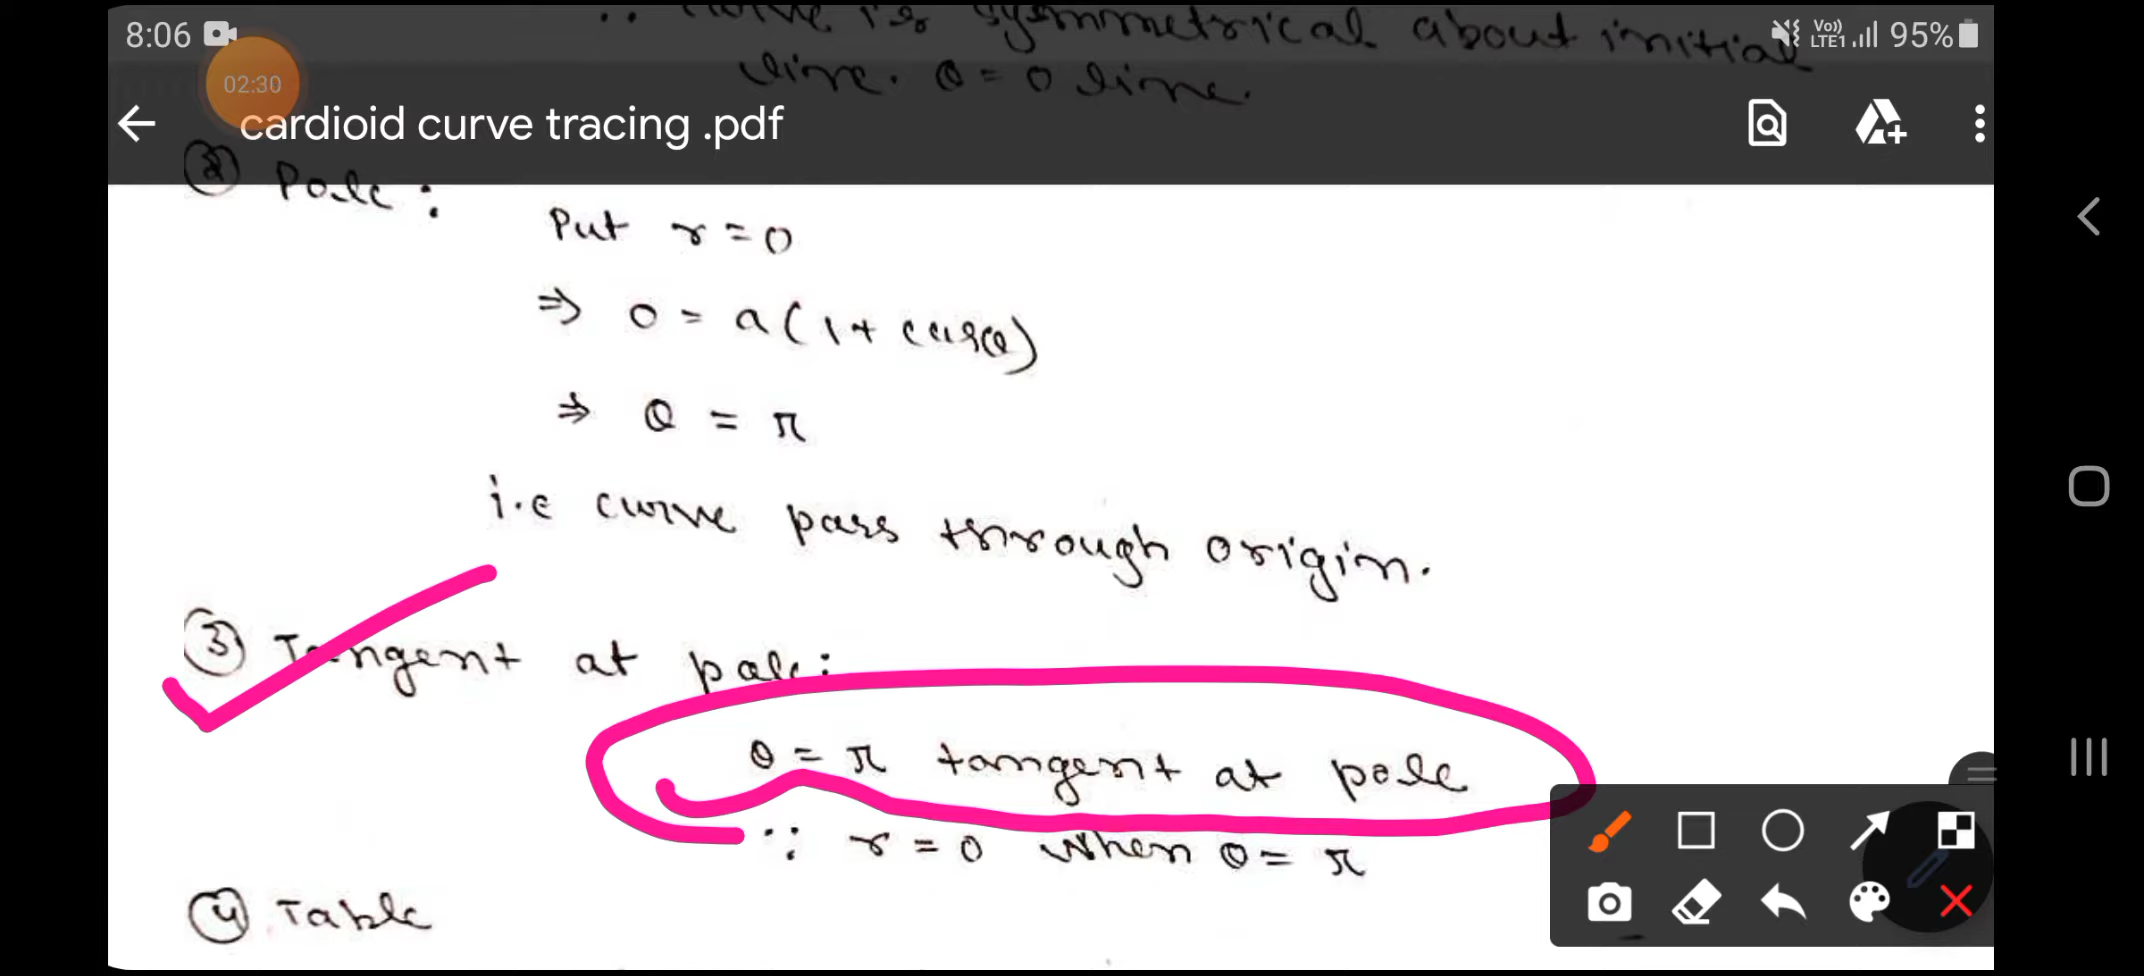 8:06 Vo)) LTE1 95%
∵ curve is symmetrical about initial
line. θ = 0 line.
02:30
cardioid curve tracing .pdf
② Pole :
Put r = 0
⇒ 0 = a(1 + cosθ)
⇒ θ = π
i.e curve pass through origin.
③ Tangent at pole:
θ = π tangent at pole
∵ r = 0 when θ = π
④ Table